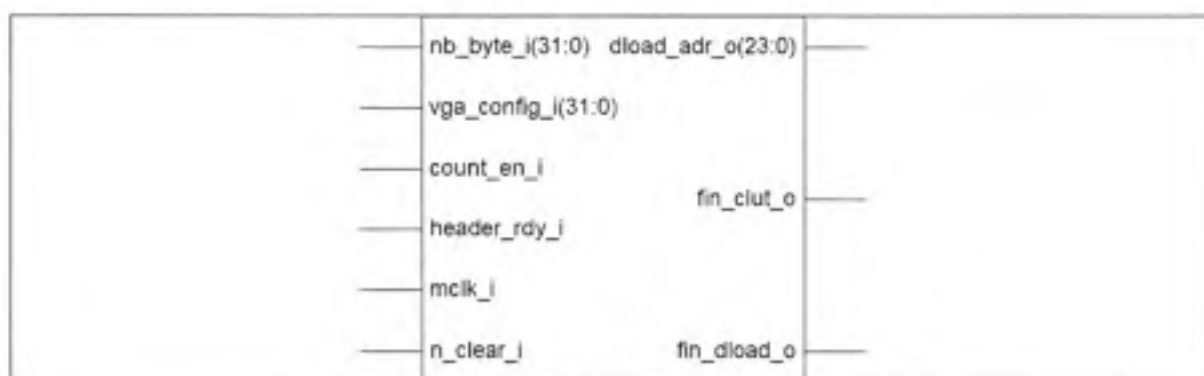 nb_byte_i(31:0) dload_adr_o(23:0)
vga_config_i(31:0)
count_en_i
fin_clut_o
header_rdy_i
mclk_i
n_clear_i fin_dload_o